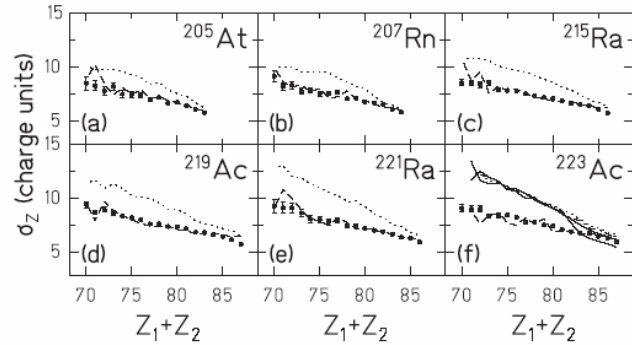 15
10
5
²⁰⁵At
(a)
²⁰⁷Rn
(b)
²¹⁵Ra
(c)
σ_Z (charge units)
15
10
5
²¹⁹Ac
(d)
²²¹Ra
(e)
²²³Ac
(f)
70 75 80 85
70 75 80 85
70 75 80 85
Z₁+Z₂
Z₁+Z₂
Z₁+Z₂